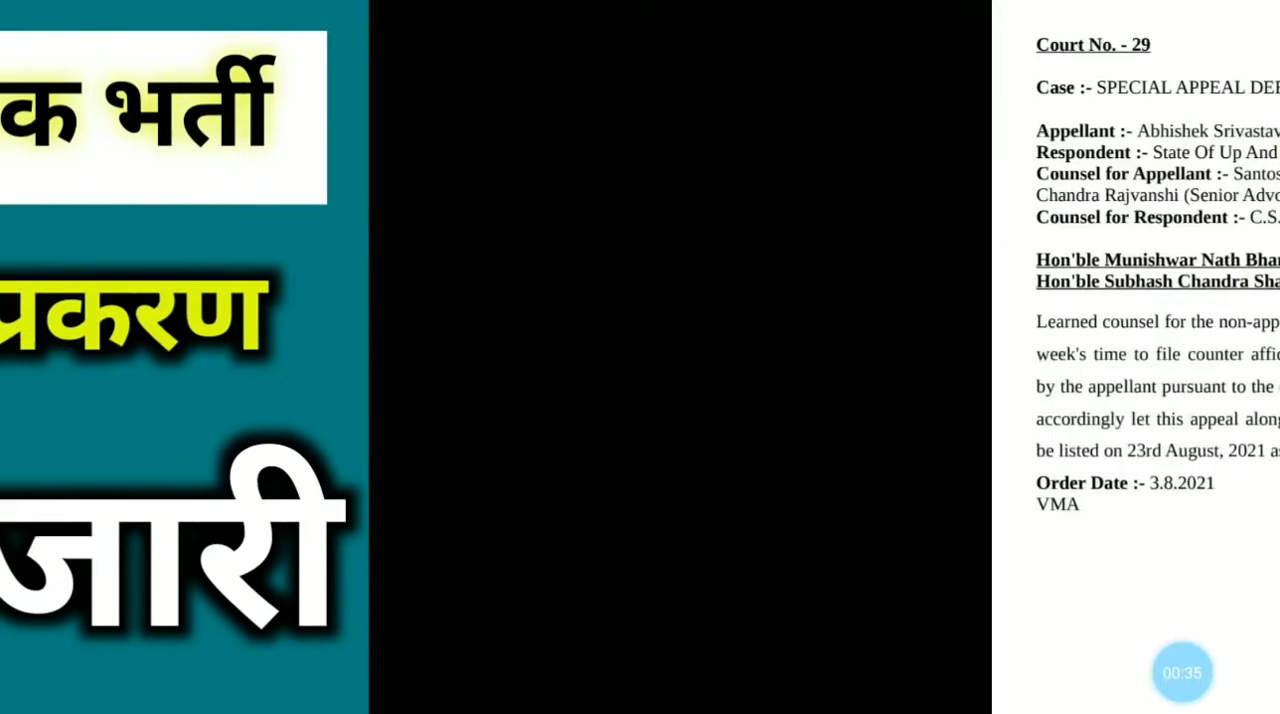 क भर्ती
प्रकरण
जारी
Court No. - 29
Case :- SPECIAL APPEAL
Appellant :- Abhishek
Respondent :- State Of Up And
Counsel for Appellant :-
Chandra Rajvanshi (Senior
Counsel for Respondent :- C.S.
Hon'ble Munishwar Nath
Hon'ble Subhash Chandra
Learned counsel for the
week's time to file counter
by the appellant pursuant to the
accordingly let this appeal
be listed on 23rd August, 2021
Order Date :- 3.8.2021
VMA
00:35